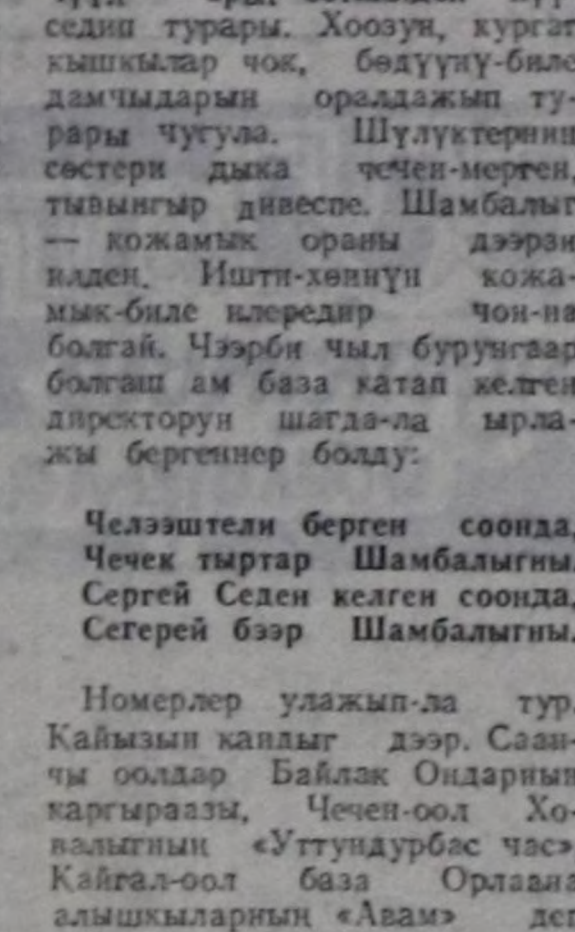 седип турары. Хоозун, кургаг
кышкылар чок, бөдүүнү-биле
дамчыдарын оралдажып ту-
рары чугула. Шүлүктерниң
сөстери дыка чечен-мерген,
тывынгыр дивеспе. Шамбалыг
— кожамык ораны дээрзи
илден. Ишти-хөннүн кожа-
мык-биле илередир чон-на
болгай. Чээрби чыл бурунгаар
болгаш ам база катап келген
директорун шагда-ла ырла-
жы бергеннер болду:
Челээштели берген соонда,
Чечек тыртар Шамбалыгны.
Сергей Седен келген соонда,
Сегерей бээр Шамбалыгны.
Номерлер улажып-ла тур.
Кайызын кандыг дээр. Саан-
чы оолдар Байлак Ондарның
каргыраазы, Чечен-оол Хо-
валыгның «Уттундурбас час»
Кайгал-оол база Орлаана
алышкыларның «Авам» деп